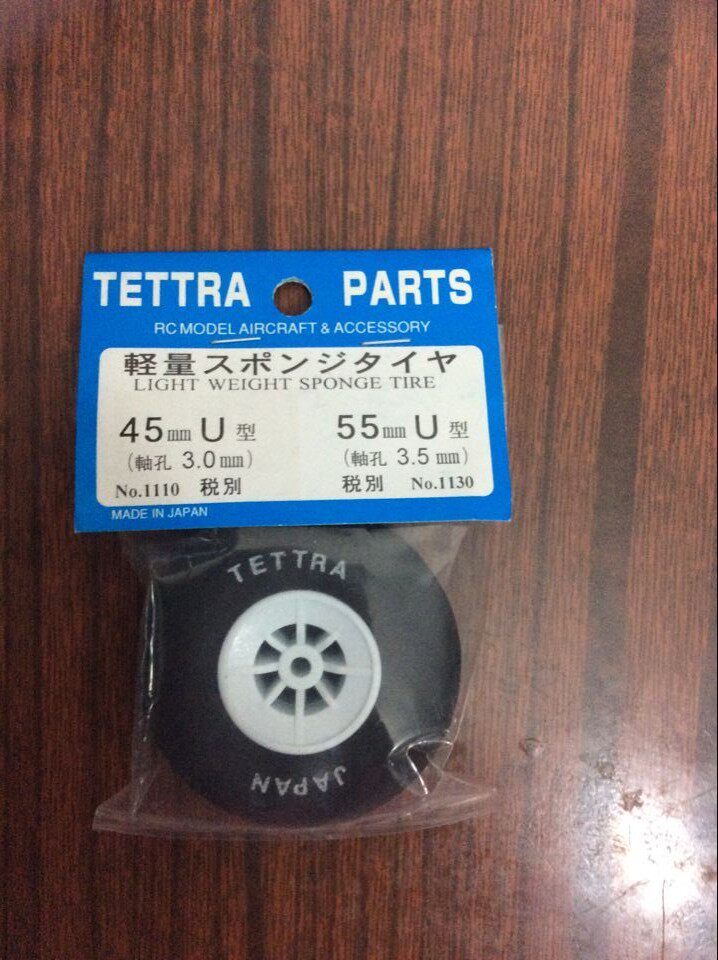 TETTRA PARTS
RC MODEL AIRCRAFT & ACCESSORY
軽量スポンジタイヤ
LIGHT WEIGHT SPONGE TIRE
45mm U 型
(軸孔 3.0mm)
No.1110 税別
55mm U 型
(軸孔 3.5mm)
税別 No.1130
MADE IN JAPAN
TETTRA
JAPAN